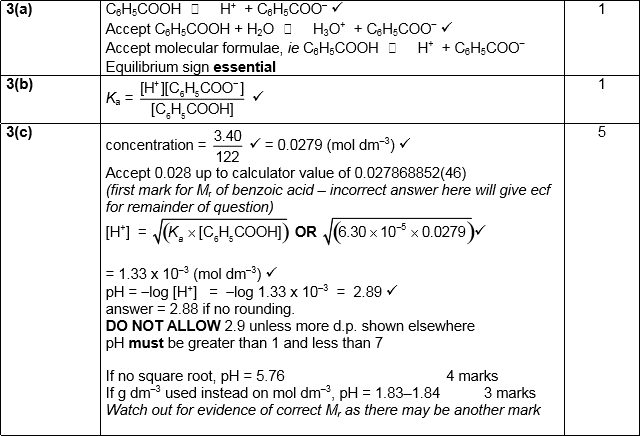 3(a)
C₆H₅COOH ⇌ H⁺ + C₆H₅COO⁻ ✓
1
Accept C₆H₅COOH + H₂O ⇌ H₃O⁺ + C₆H₅COO⁻ ✓
Accept molecular formulae, ie C₆H₅COOH ⇌ H⁺ + C₆H₅COO⁻
Equilibrium sign essential
3(b)
Kₐ = [H⁺][C₆H₅COO⁻] / [C₆H₅COOH] ✓
1
3(c)
concentration = 3.40 / 122 ✓ = 0.0279 (mol dm⁻³) ✓
5
Accept 0.028 up to calculator value of 0.027868852(46)
(first mark for Mᵣ of benzoic acid – incorrect answer here will give ecf
for remainder of question)
[H⁺] = √(Kₐ × [C₆H₅COOH]) OR √(6.30 × 10⁻⁵ × 0.0279) ✓
= 1.33 x 10⁻³ (mol dm⁻³) ✓
pH = –log [H⁺] = –log 1.33 x 10⁻³ = 2.89 ✓
answer = 2.88 if no rounding.
DO NOT ALLOW 2.9 unless more d.p. shown elsewhere
pH must be greater than 1 and less than 7
If no square root, pH = 5.76 4 marks
If g dm⁻³ used instead on mol dm⁻³, pH = 1.83–1.84 3 marks
Watch out for evidence of correct Mᵣ as there may be another mark